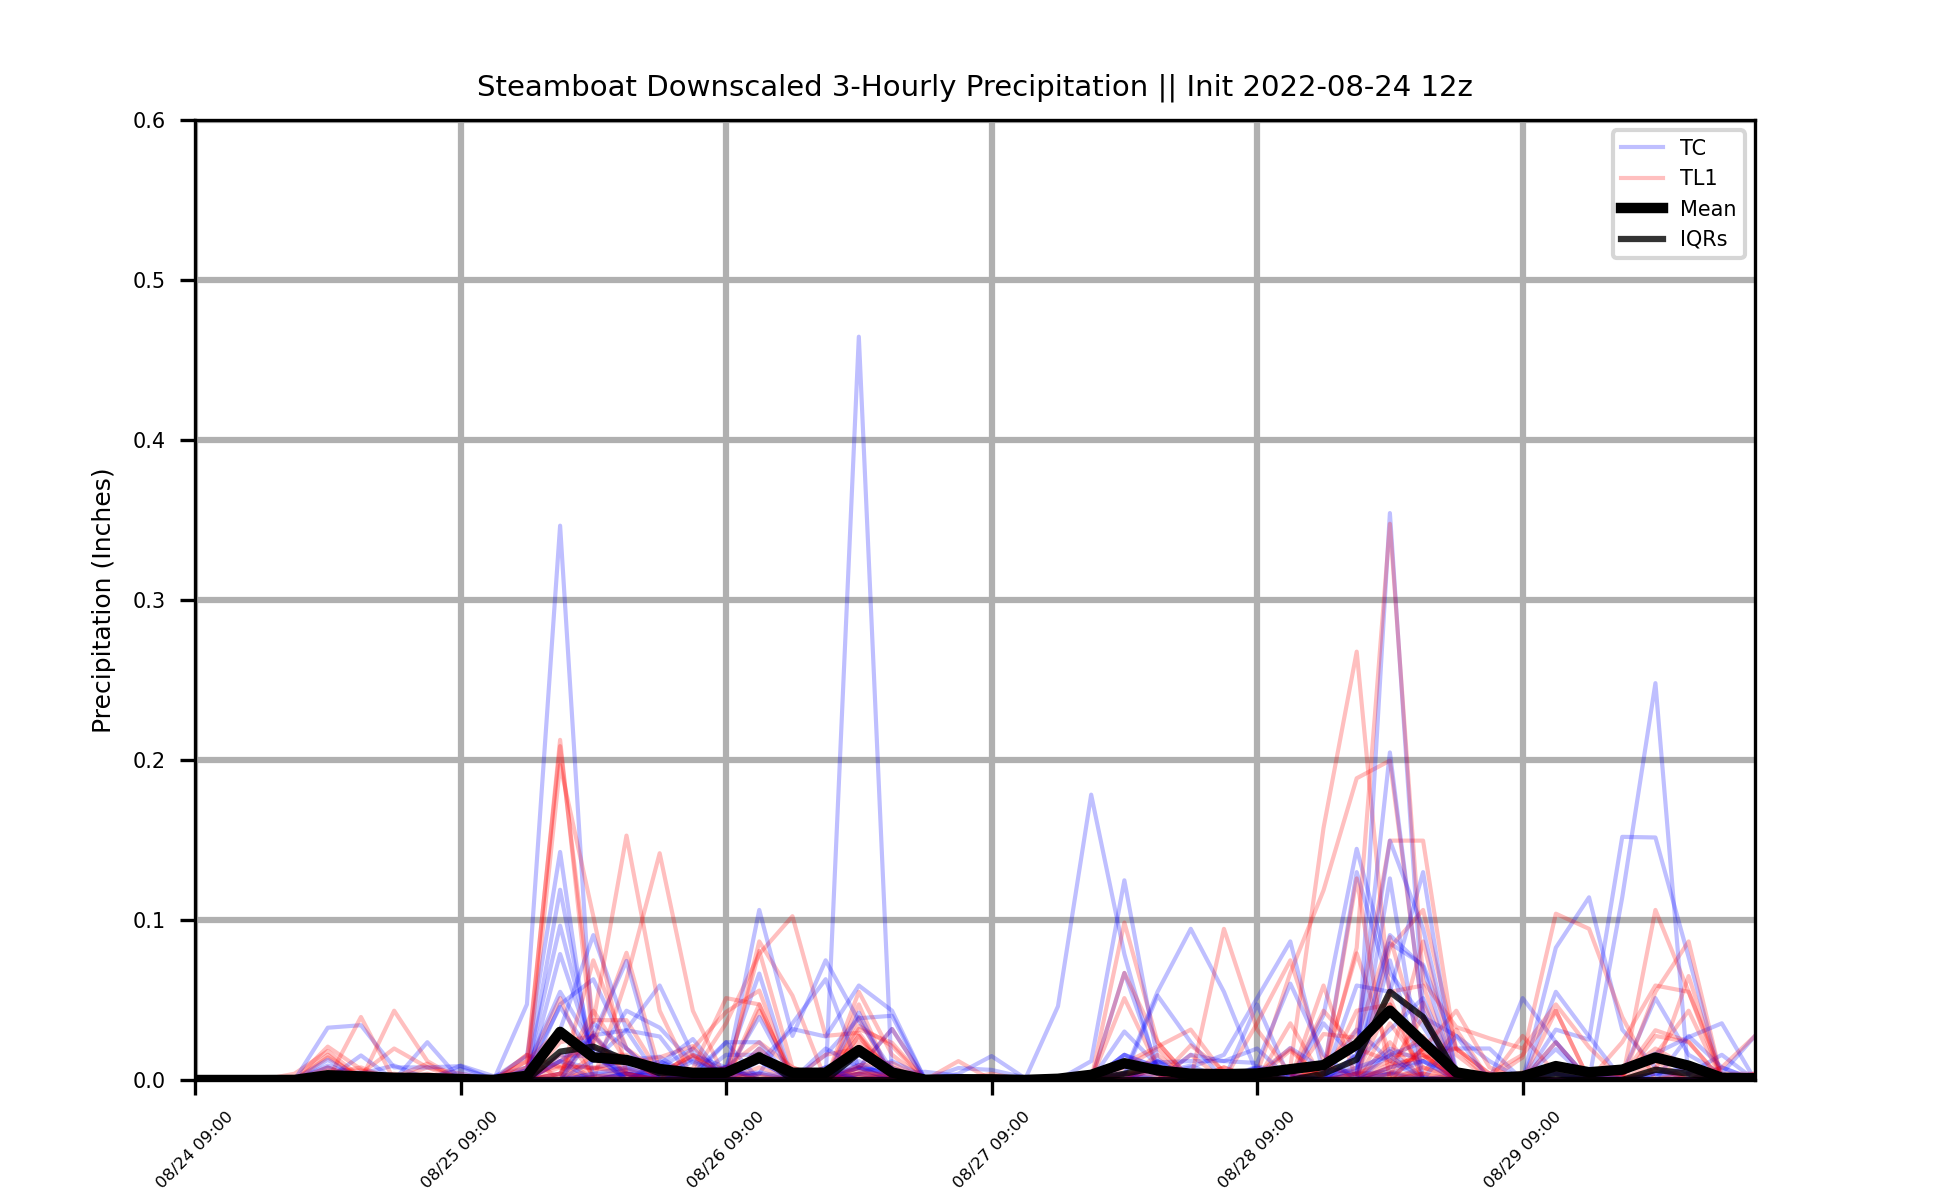 Steamboat Downscaled 3-Hourly Precipitation || Init 2022-08-24 12z
0.6
0.5
0.4
0.3
0.2
0.1
0.0
Precipitation (Inches)
TC
TL1
Mean
IQRs
08/24 09:00
08/25 09:00
08/26 09:00
08/27 09:00
08/28 09:00
08/29 09:00